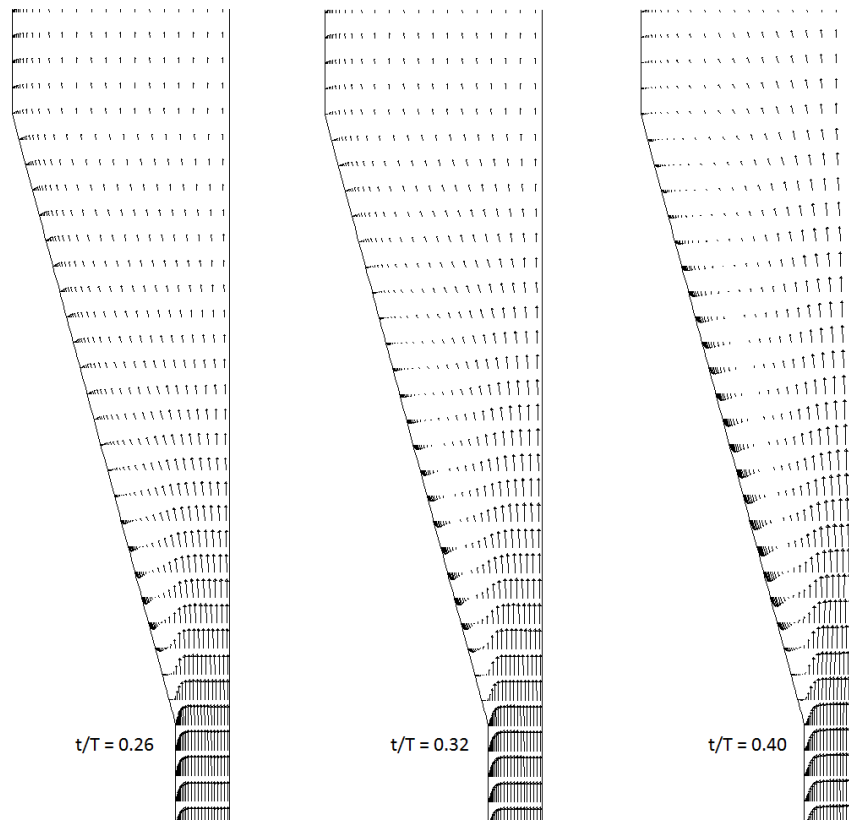 t/T = 0.26
t/T = 0.32
t/T = 0.40